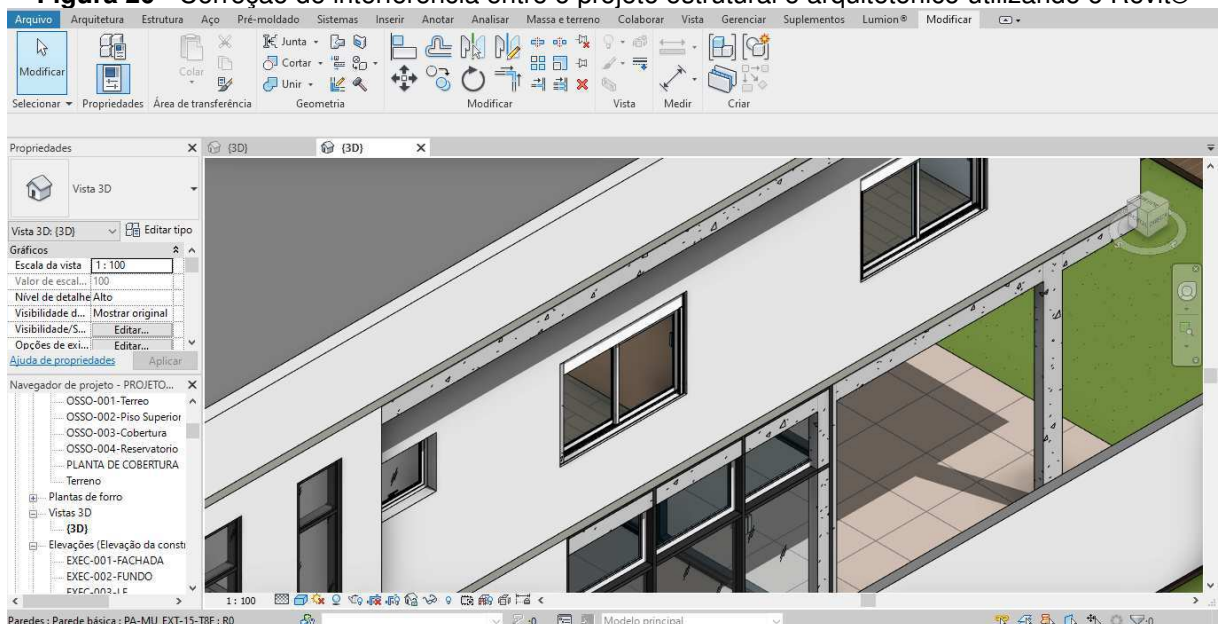 Figura 20 - Correção de interferência entre o projeto estrutural e arquitetônico utilizando o Revit®
Arquivo Arquitetura Estrutura Aço Pré-moldado Sistemas Inserir Anotar Analisar Massa e terreno Colaborar Vista Gerenciar Suplementos Lumion® Modificar
Junta
Cortar
Unir
Modificar
Colar
Selecionar Propriedades Área de transferência Geometria Modificar Vista Medir Criar
Propriedades
{3D} {3D}
Vista 3D
Vista 3D: {3D} Editar tipo
Gráficos
Escala da vista 1 : 100
Valor de escal... 100
Nível de detalhe Alto
Visibilidade d... Mostrar original
Visibilidade/S... Editar...
Opções de exi... Editar...
Ajuda de propriedades Aplicar
Navegador de projeto - PROJETO...
OSSO-001-Terreo
OSSO-002-Piso Superior
OSSO-003-Cobertura
OSSO-004-Reservatorio
PLANTA DE COBERTURA
Terreno
Plantas de forro
Vistas 3D
{3D}
Elevações (Elevação da consti
EXEC-001-FACHADA
EXEC-002-FUNDO
EXEC-003-LE
1 : 100
Paredes : Parede básica : PA-MU_EXT-15-T8F : R0
:0
Modelo principal
:0